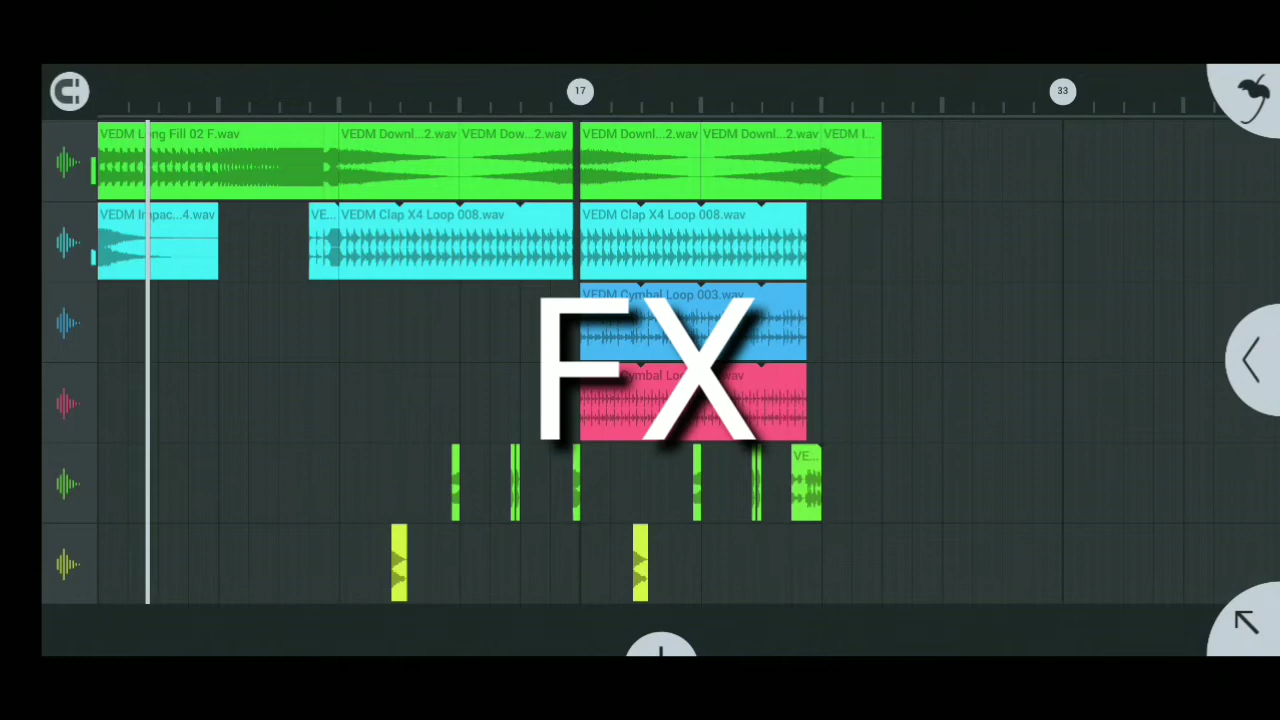 17 33
VEDM Long Fill 02 F.wav VEDM Downl...2.wav VEDM Dow...2.wav VEDM Downl...2.wav VEDM Downl...2.wav VEDM I...
VEDM Impac...4.wav VE... VEDM Clap X4 Loop 008.wav VEDM Clap X4 Loop 008.wav
VEDM Cymbal Loop 003.wav
FX
VE...